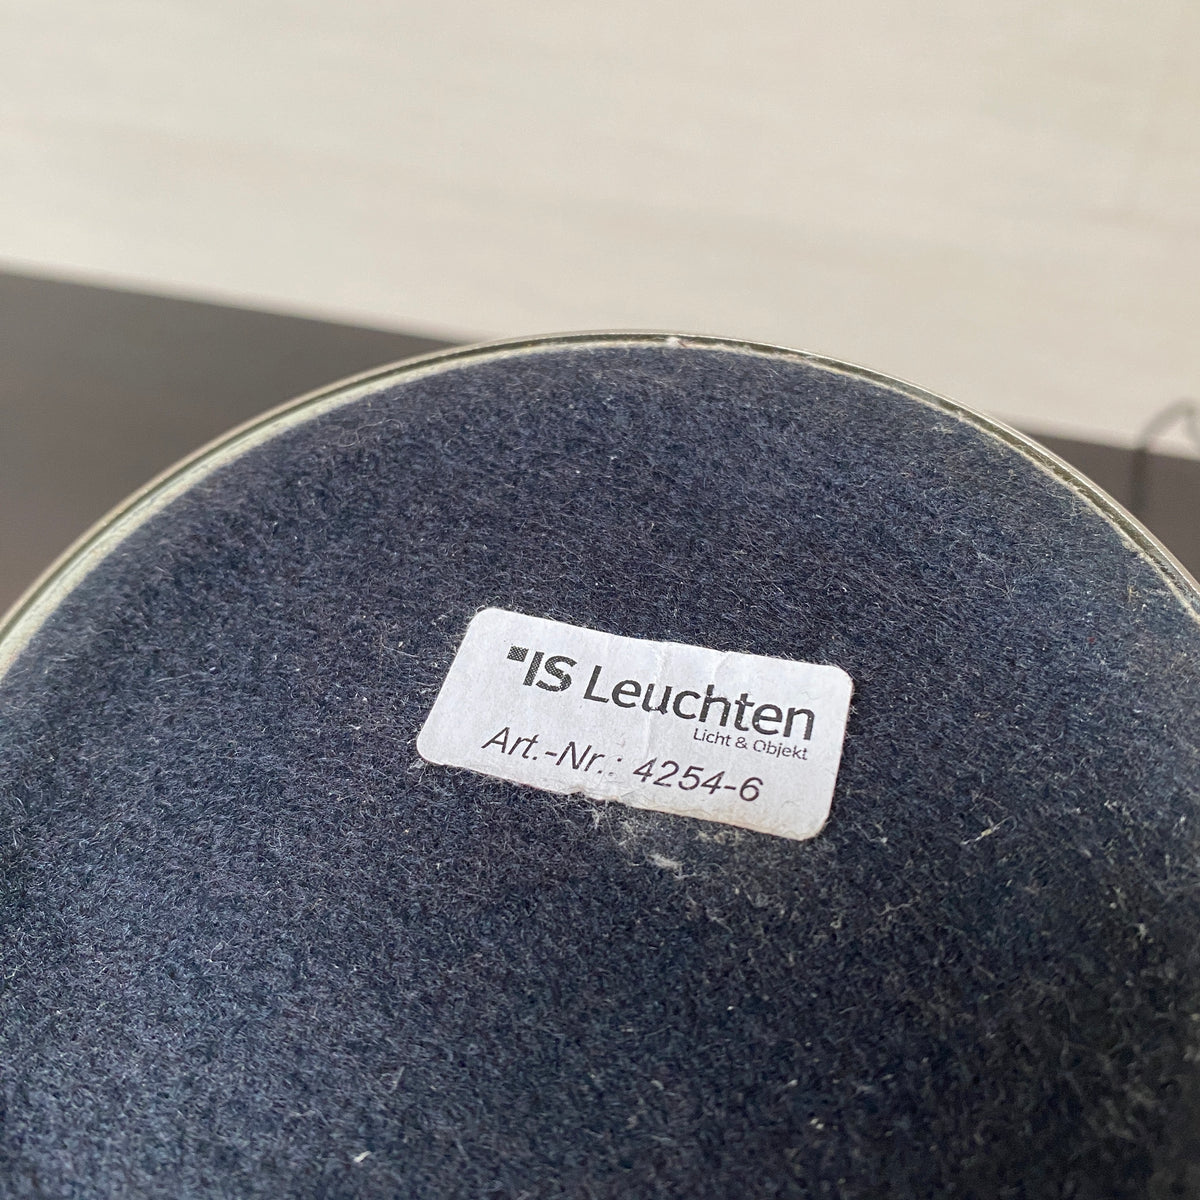 IS Leuchten
Licht & Objekt
Art.-Nr.: 4254-6